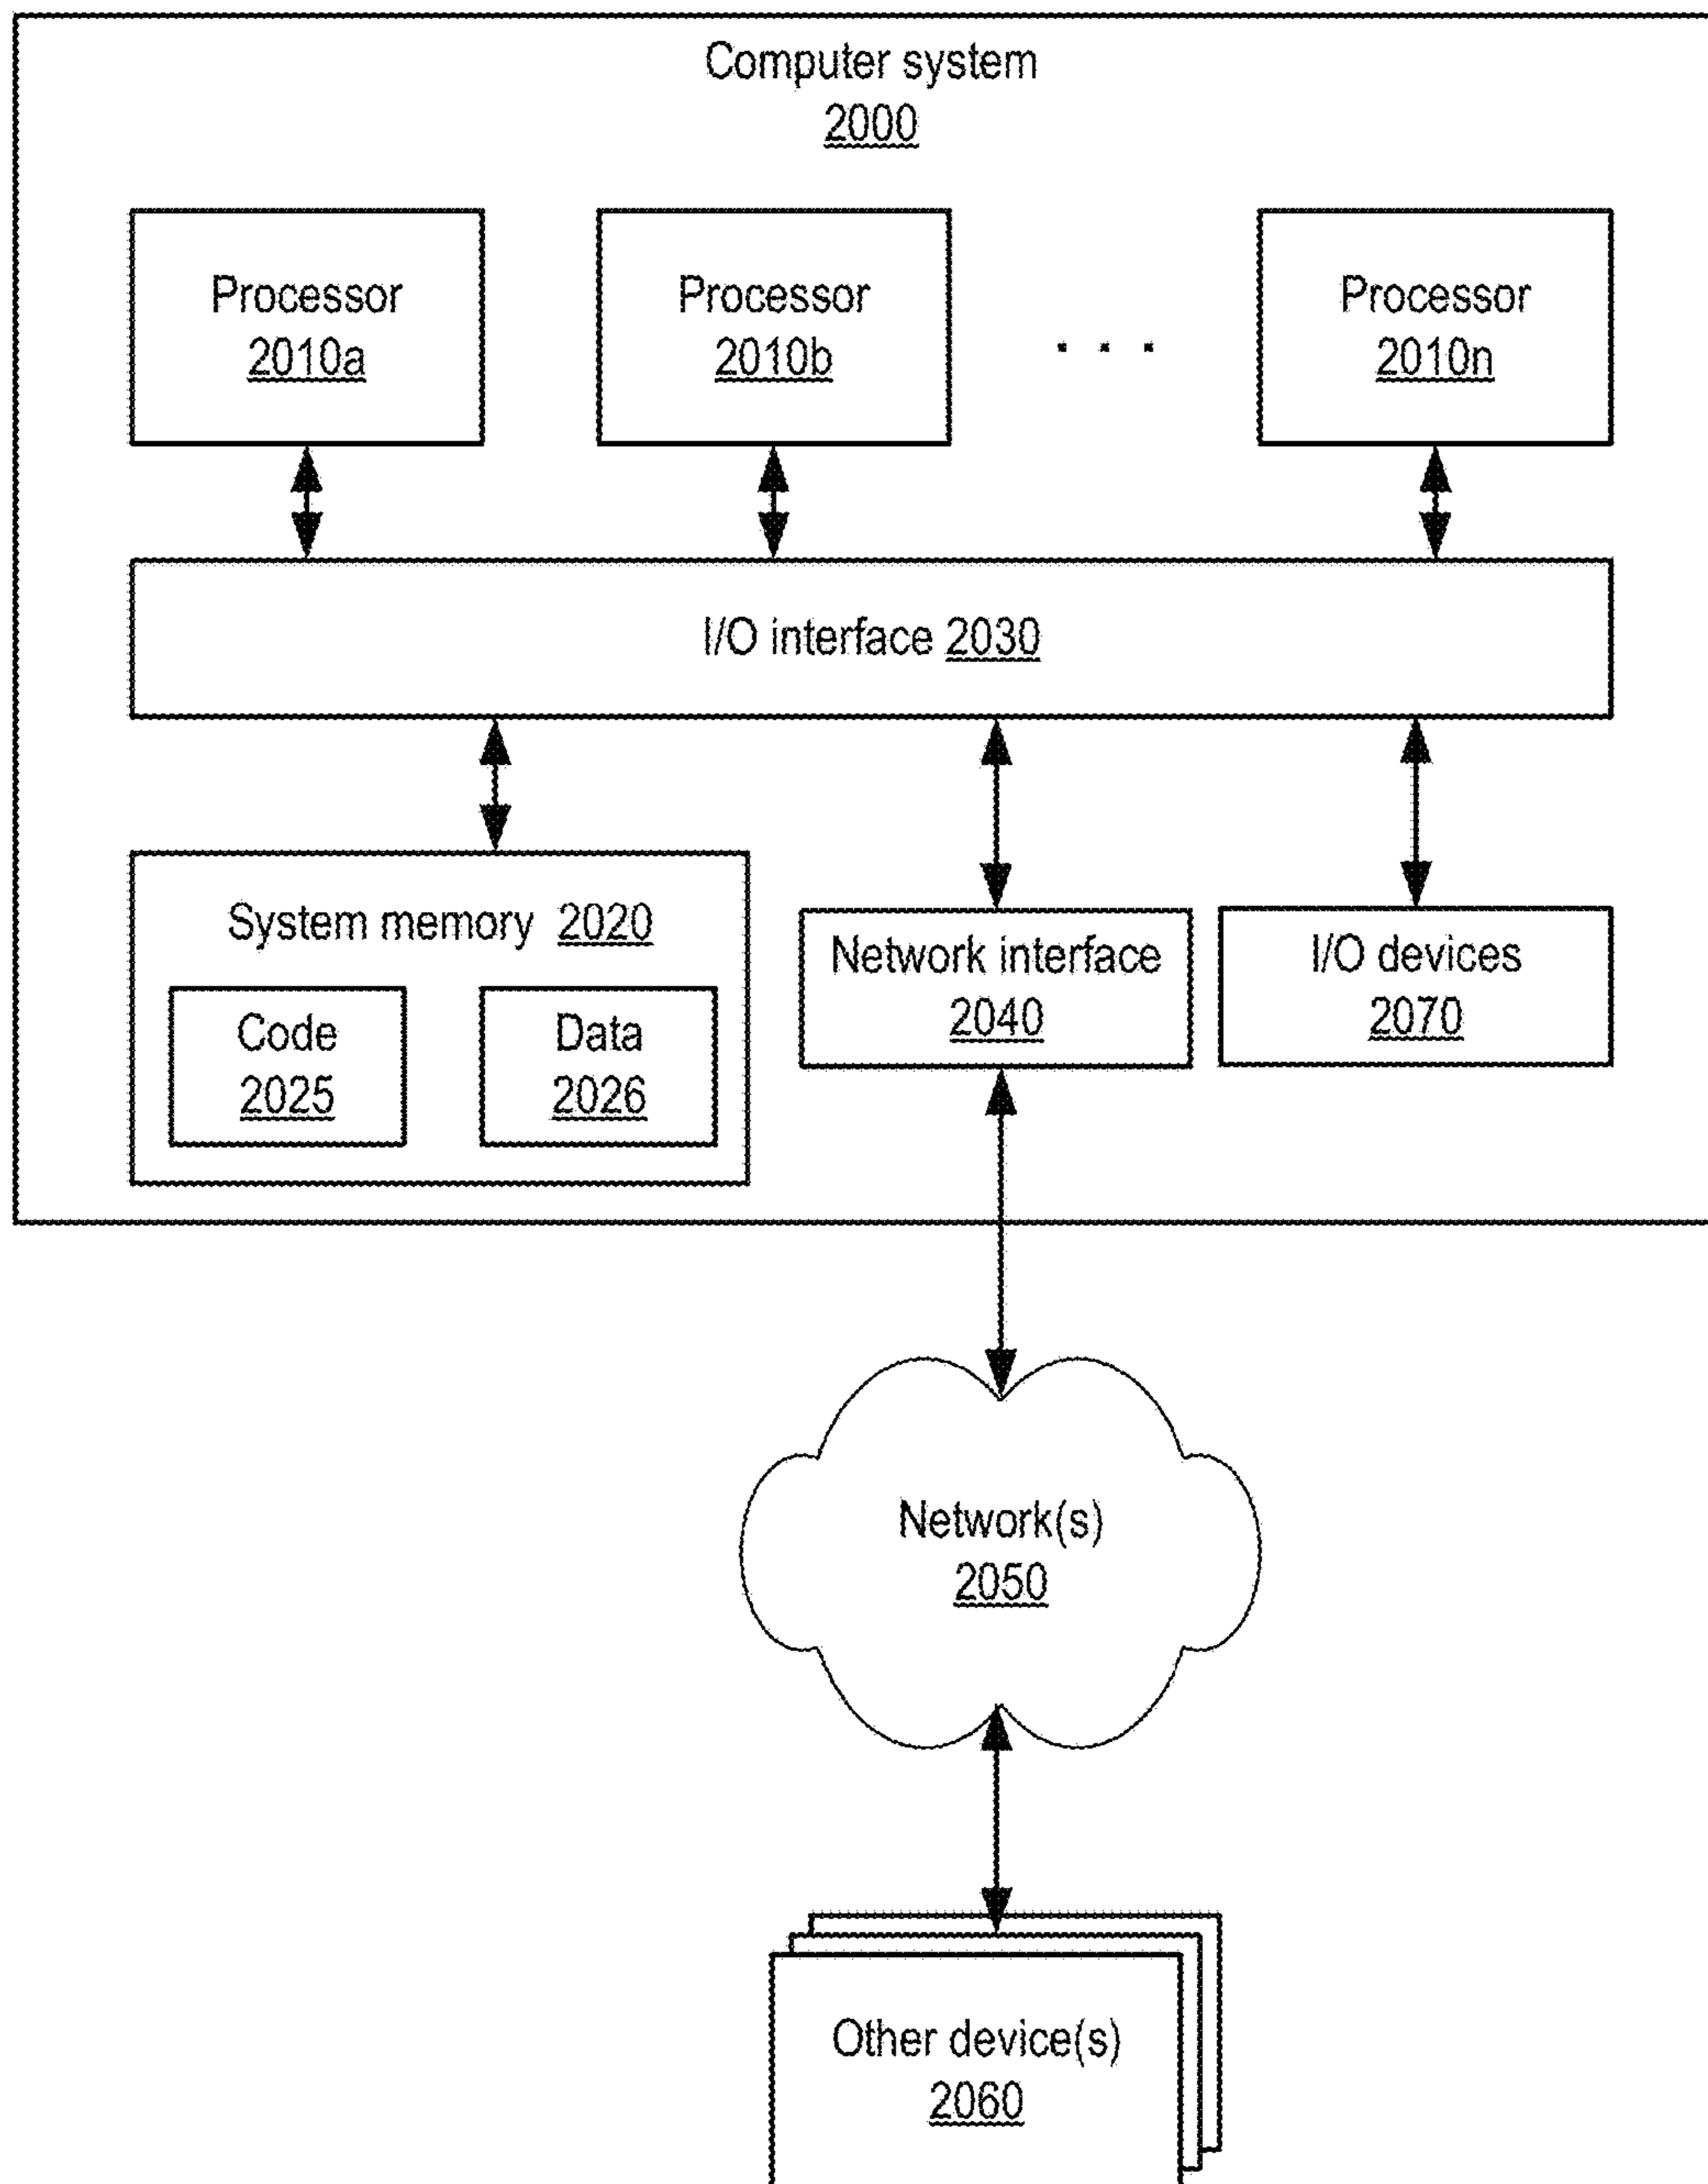 Computer system
2000
Processor
2010a
Processor
2010b
. . .
Processor
2010n
I/O interface 2030
System memory 2020
Code
2025
Data
2026
Network interface
2040
I/O devices
2070
Network(s)
2050
Other device(s)
2060